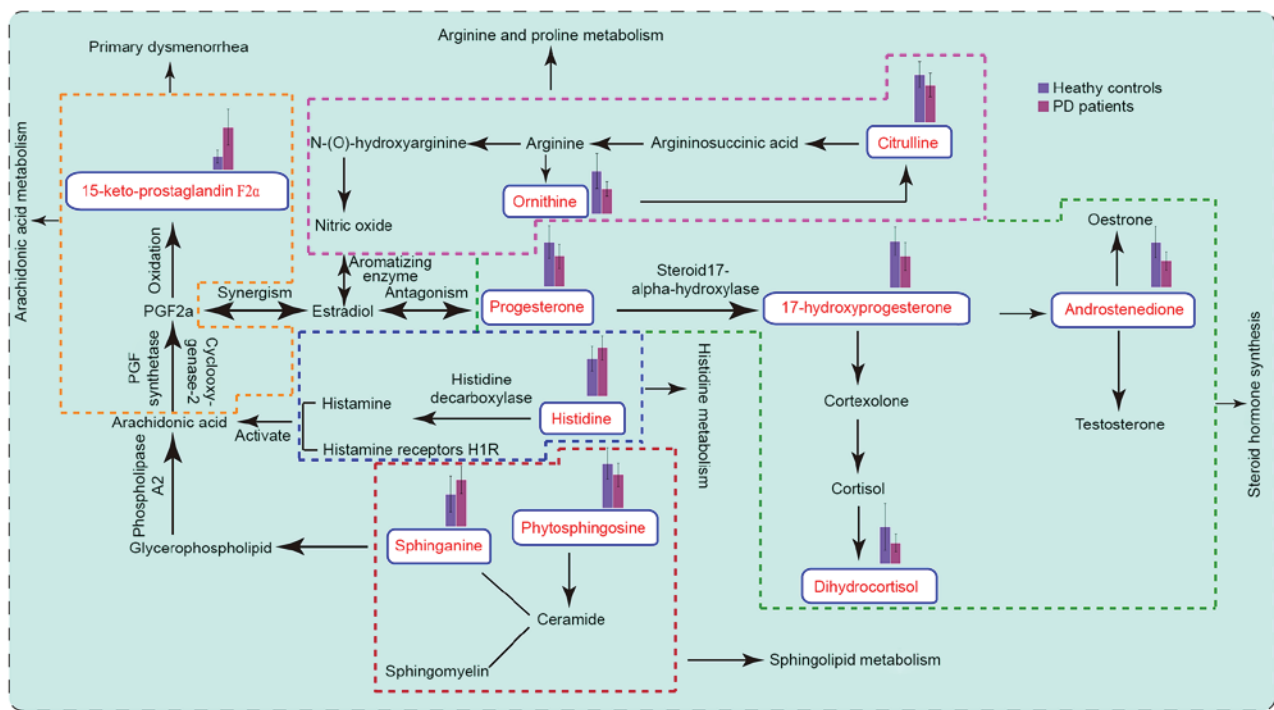 Primary dysmenorrhea
Arginine and proline metabolism
Heathy controls
PD patients
Arachidonic acid metabolism
15-keto-prostaglandin F2α
N-(O)-hydroxyarginine
Arginine
Argininosuccinic acid
Citrulline
Ornithine
Nitric oxide
Oxidation
Aromatizing
enzyme
Synergism
Antagonism
PGF2a
Estradiol
Progesterone
Steroid17-
alpha-hydroxylase
17-hydroxyprogesterone
Oestrone
Androstenedione
Testosterone
Steroid hormone synthesis
PGF
synthetase
Cyclooxy-
genase-2
Histamine
Histidine
decarboxylase
Histidine
Histidine metabolism
Arachidonic acid
Activate
Histamine receptors H1R
Cortexolone
Cortisol
Dihydrocortisol
Phospholipase
A2
Glycerophospholipid
Sphinganine
Phytosphingosine
Ceramide
Sphingomyelin
Sphingolipid metabolism